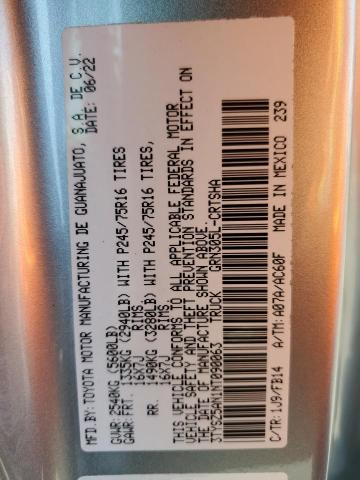 MFD.BY:TOYOTA MOTOR MANUFACTURING DE GUANAJUATO, S.A. DE C.V.
DATE: 06/22
GVWR:2540KG(5600LB)
GAWR:FRT. 1335KG (2940LB) WITH P245/75R16 TIRES
16X7J RIMS,
RR. 1490KG (3280LB) WITH P245/75R16 TIRES,
16X7J RIMS
THIS VEHICLE CONFORMS TO ALL APPLICABLE FEDERAL MOTOR
VEHICLE SAFETY AND THEFT PREVENTION STANDARDS IN EFFECT ON
THE DATE OF MANUFACTURE SHOWN ABOVE.
3TYSZ5AN1NT090063 TRUCK GRN305L-CRTSHA
C/TR:1J9/FB14 A/TM:A07A/AC60F MADE IN MEXICO 239